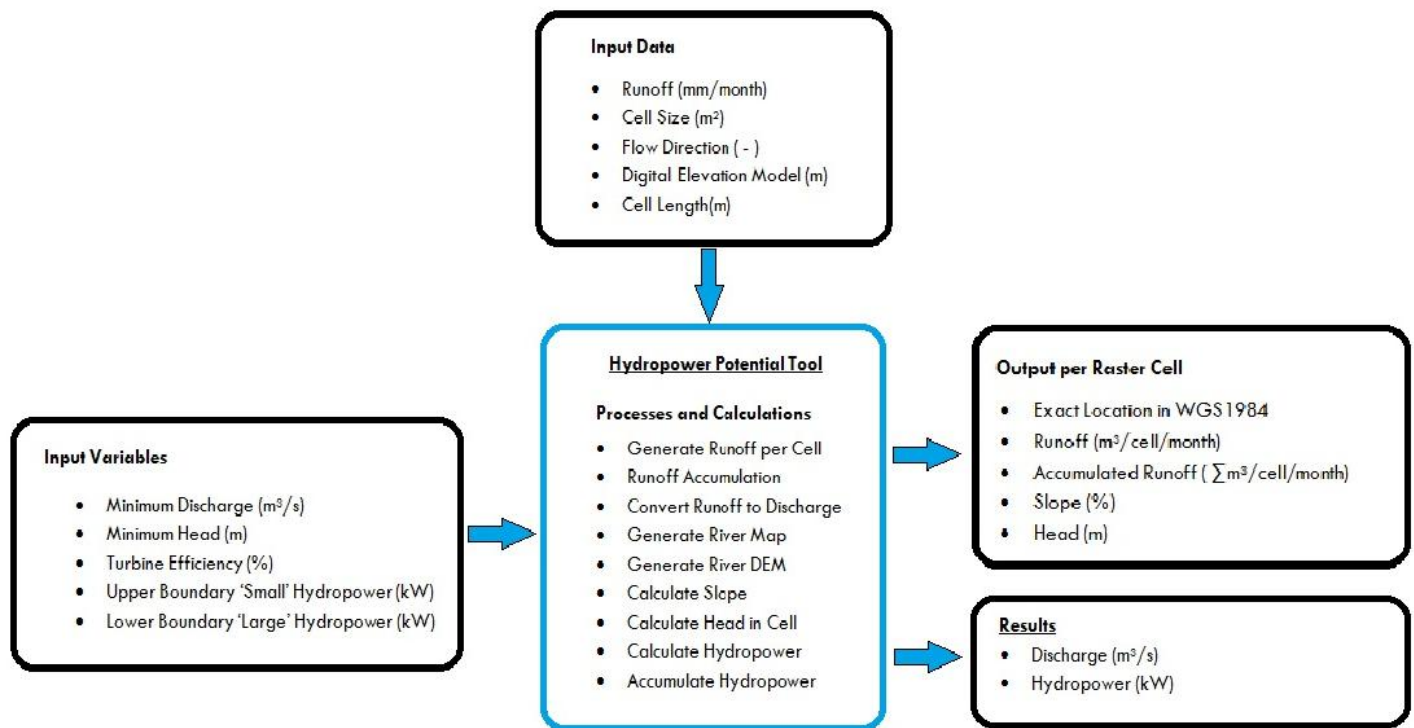 Input Data
• Runoff (mm/month)
• Cell Size (m²)
• Flow Direction ( - )
• Digital Elevation Model (m)
• Cell Length(m)
Input Variables
• Minimum Discharge (m³/s)
• Minimum Head (m)
• Turbine Efficiency (%)
• Upper Boundary ‘Small’ Hydropower (kW)
• Lower Boundary ‘Large’ Hydropower (kW)
Hydropower Potential Tool
Processes and Calculations
• Generate Runoff per Cell
• Runoff Accumulation
• Convert Runoff to Discharge
• Generate River Map
• Generate River DEM
• Calculate Slope
• Calculate Head in Cell
• Calculate Hydropower
• Accumulate Hydropower
Output per Raster Cell
• Exact Location in WGS1984
• Runoff (m³/cell/month)
• Accumulated Runoff ( ∑m³/cell/month)
• Slope (%)
• Head (m)
Results
• Discharge (m³/s)
• Hydropower (kW)